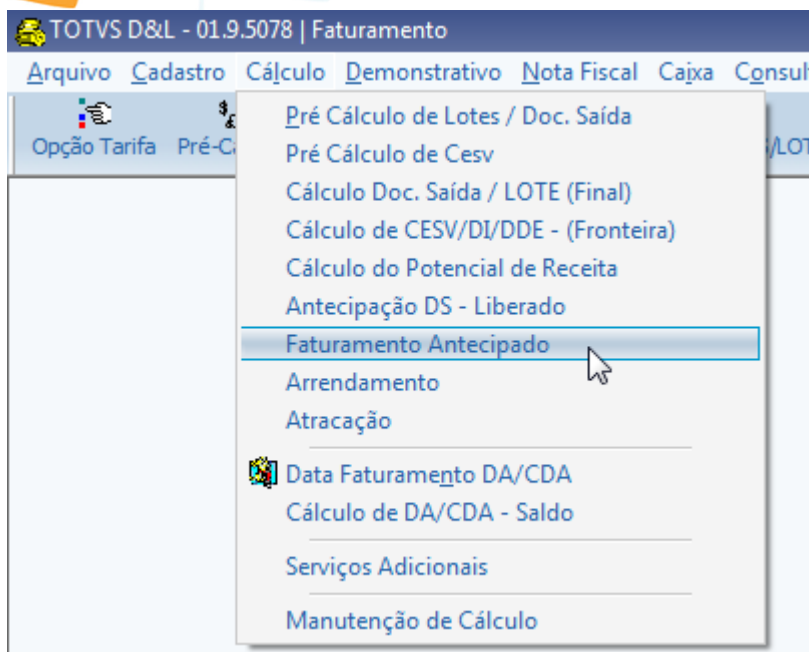 TOTVS D&L - 01.9.5078 | Faturamento
Arquivo Cadastro Cálculo Demonstrativo Nota Fiscal Caixa Consul
Opção Tarifa Pré-C /LOT
Pré Cálculo de Lotes / Doc. Saída
Pré Cálculo de Cesv
Cálculo Doc. Saída / LOTE (Final)
Cálculo de CESV/DI/DDE - (Fronteira)
Cálculo do Potencial de Receita
Antecipação DS - Liberado
Faturamento Antecipado
Arrendamento
Atracação
Data Faturamento DA/CDA
Cálculo de DA/CDA - Saldo
Serviços Adicionais
Manutenção de Cálculo